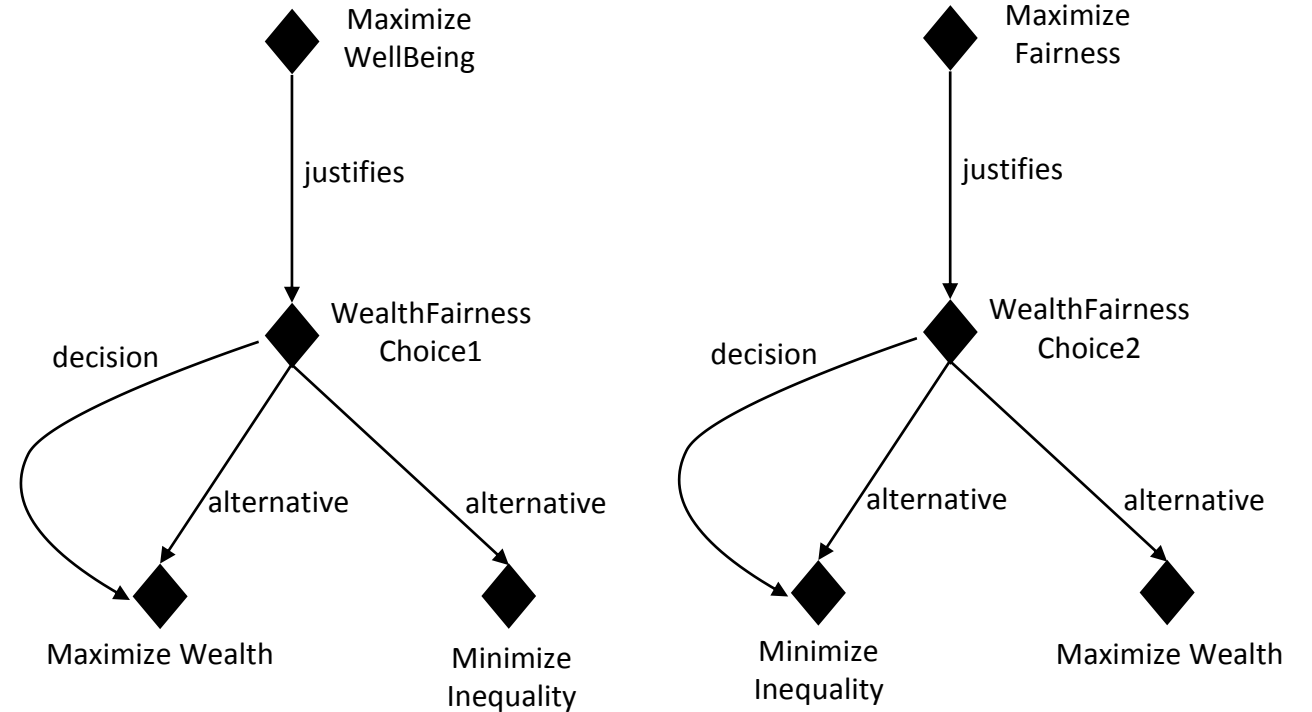 Maximize
WellBeing
justifies
WealthFairness
Choice1
decision
alternative
alternative
Maximize Wealth
Minimize
Inequality
Maximize
Fairness
justifies
WealthFairness
Choice2
decision
alternative
alternative
Minimize
Inequality
Maximize Wealth